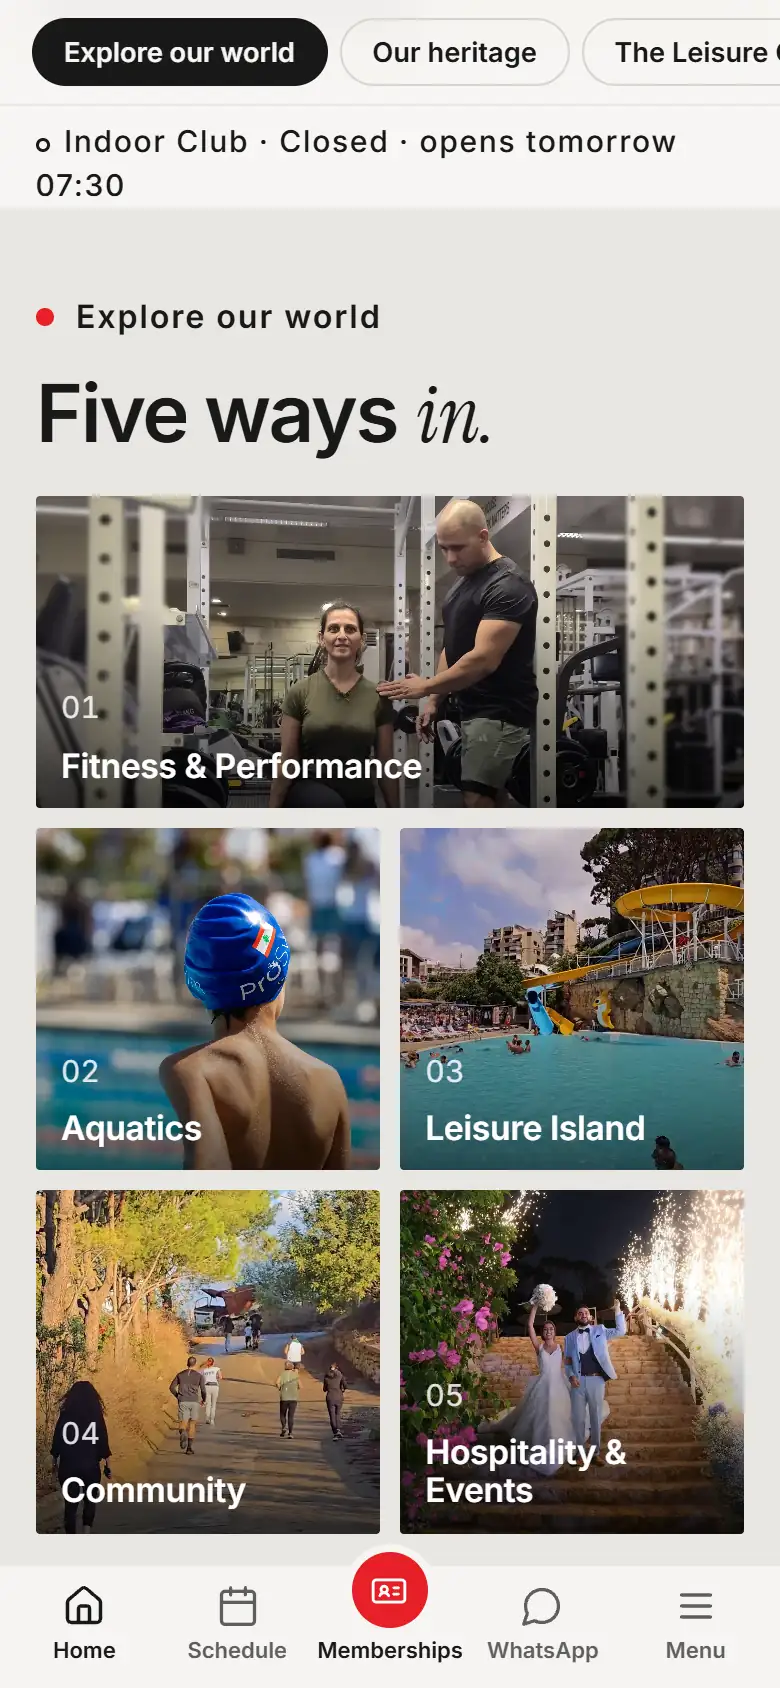 Explore our world
Our heritage
The Leisure
Indoor Club · Closed · opens tomorrow
07:30
Explore our world
Five ways in.
01
Fitness & Performance
02
Aquatics
03
Leisure Island
04
Community
05
Hospitality &
Events
Home
Schedule
Memberships
WhatsApp
Menu